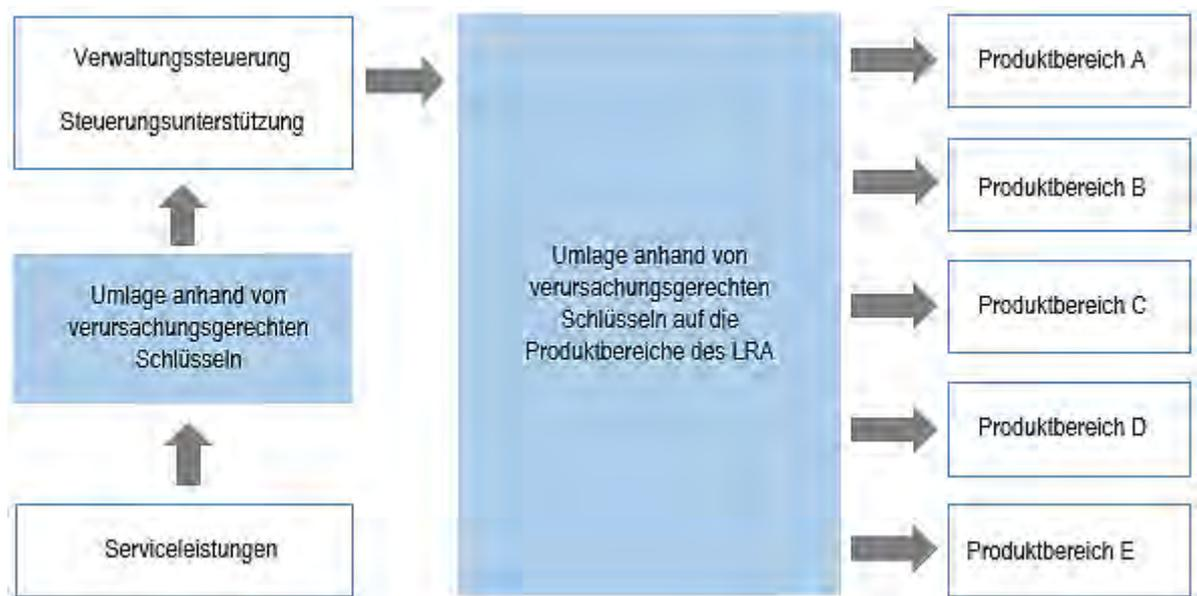 Verwaltungssteuerung
Steuerungsunterstützung
Umlage anhand von
verursachungsgerechten
Schlüsseln
Serviceleistungen
Umlage anhand von
verursachungsgerechten
Schlüsseln auf die
Produktbereiche des LRA
Produktbereich A
Produktbereich B
Produktbereich C
Produktbereich D
Produktbereich E